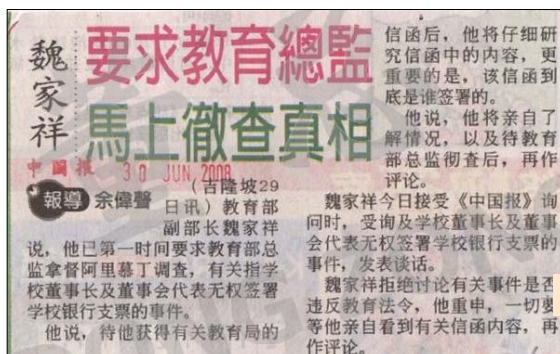 魏家祥
要求教育總監
馬上徹查真相
中国报 30 JUN 2008
報導 余偉聲
(吉隆坡29
日讯)教育部
副部长魏家祥
说，他已第一时间要求教育部总
监拿督阿里慕丁调查，有关指学
校董事长及董事会代表无权签署
学校银行支票的事件。
他说，待他获得有关教育局的
信函后，他将仔细研
究信函中的内容，更
重要的是，该信函到
底是谁签署的。
他说，他将亲自了
解情况，以及待教育
部总监彻查后，再作
评论。
魏家祥今日接受《中国报》询
问时，受询及学校董事长及董事
会代表无权签署学校银行支票的
事件，发表谈话。
魏家祥拒绝讨论有关事件是否
违反教育法令，他重申，一切要
等他亲自看到有关信函内容，再
作评论。